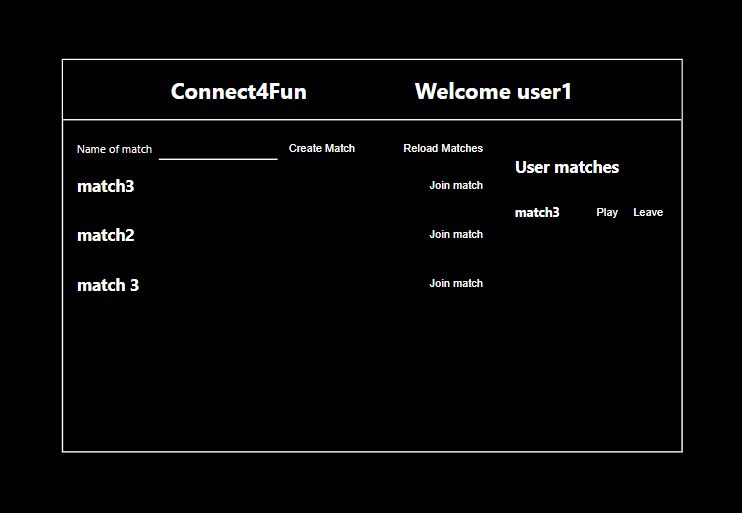 Connect4Fun Welcome user1
Name of match Create Match Reload Matches
User matches
match3 Join match
match3 Play Leave
match2 Join match
match 3 Join match